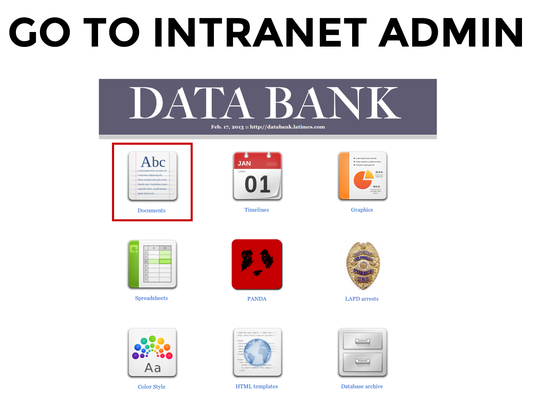 GO TO INTRANET ADMIN
DATA BANK
Feb. 17, 2013 :: http://databank.latimes.com
Abc
JAN
01
Documents
Timelines
Graphics
Spreadsheets
PANDA
LAPD arrests
Aa
Color Style
HTML templates
Database archive